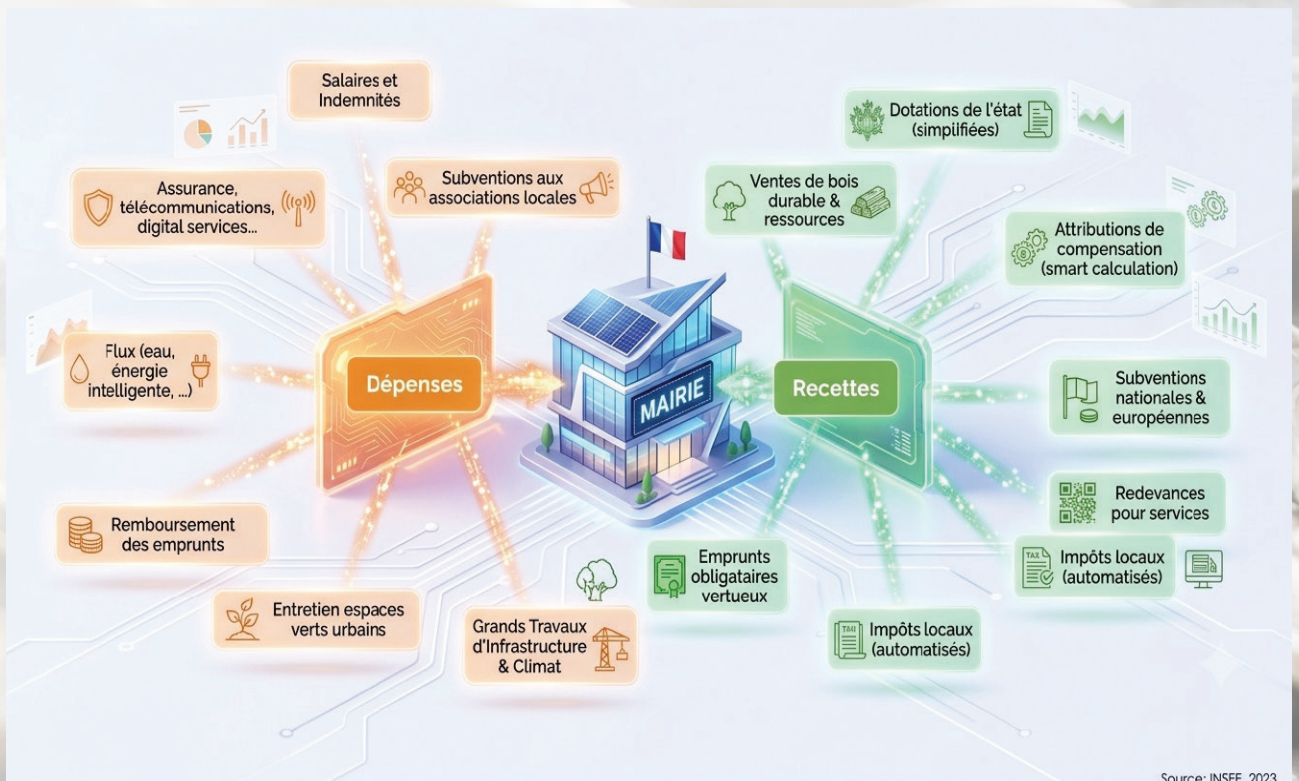 Salaires et
Indemnités
Assurance,
télécommunications,
digital services...
Subventions aux
associations locales
Flux (eau,
énergie
intelligente, ...)
Dépenses
Remboursement
des emprunts
Entretien espaces
verts urbains
Grands Travaux
d'Infrastructure
& Climat
MAIRIE
Dotations de l'état
(simplifiées)
Ventes de bois
durable &
ressources
Attributions de
compensation
(smart calculation)
Recettes
Subventions
nationales &
européennes
Redevances
pour services
TAX
Impôts locaux
(automatisés)
Emprunts
obligataires
vertueux
Impôts locaux
(automatisés)
Source: INSEE, 2023